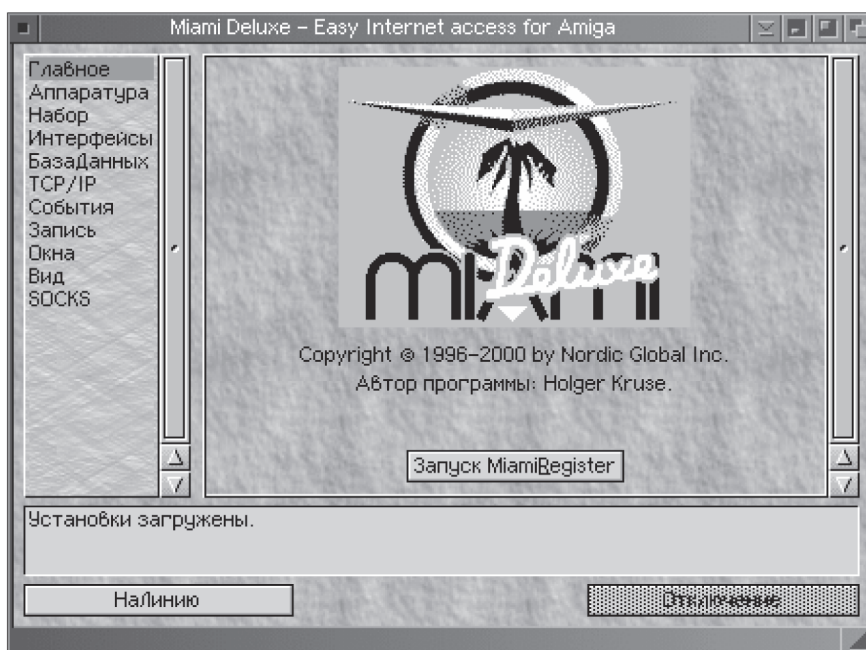 Miami Deluxe – Easy Internet access for Amiga
Главное
Аппаратура
Набор
Интерфейсы
БазаДанных
TCP/IP
События
Запись
Окна
Вид
SOCKS
MIAMI Deluxe
Copyright © 1996–2000 by Nordic Global Inc.
Автор программы: Holger Kruse.
Запуск MiamiRegister
Установки загружены.
НаЛинию
Отключение